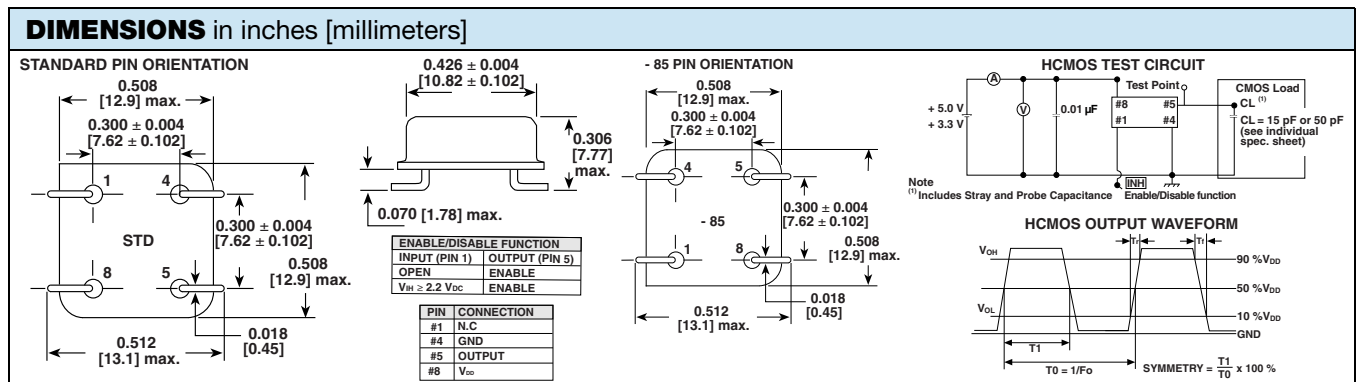 DIMENSIONS in inches [millimeters]
STANDARD PIN ORIENTATION
0.508
[12.9] max.
0.300 ± 0.004
[7.62 ± 0.102]
1
4
STD
8
5
0.300 ± 0.004
[7.62 ± 0.102]
0.508
[12.9] max.
0.018
[0.45]
0.512
[13.1] max.
0.426 ± 0.004
[10.82 ± 0.102]
0.306
[7.77]
max.
0.070 [1.78] max.
ENABLE/DISABLE FUNCTION
INPUT (PIN 1) OUTPUT (PIN 5)
OPEN ENABLE
VIH ≥ 2.2 VDC ENABLE
PIN CONNECTION
#1 N.C
#4 GND
#5 OUTPUT
#8 VDD
- 85 PIN ORIENTATION
0.508
[12.9] max.
0.300 ± 0.004
[7.62 ± 0.102]
4
5
- 85
1
8
0.300 ± 0.004
[7.62 ± 0.102]
0.508
[12.9] max.
0.018
[0.45]
0.512
[13.1] max.
HCMOS TEST CIRCUIT
A
Test Point
CMOS Load
CL (1)
CL = 15 pF or 50 pF
(see individual
spec. sheet)
+ 5.0 V
+ 3.3 V
V
0.01 µF
#8 #5
#1 #4
INH
Note
(1) Includes Stray and Probe Capacitance
Enable/Disable function
HCMOS OUTPUT WAVEFORM
Tr
Tf
VOH
90 %VDD
50 %VDD
VOL
10 %VDD
GND
T1
T0 = 1/Fo
SYMMETRY = T1/T0 x 100 %